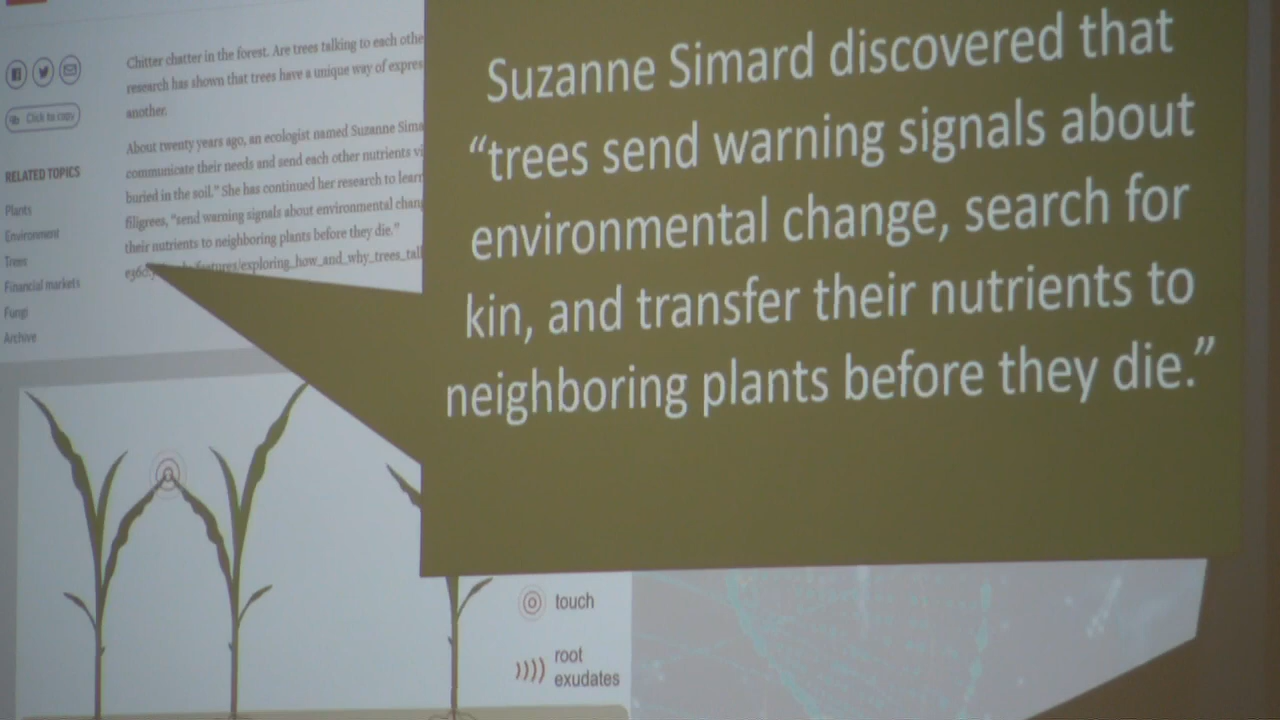 Chitter chatter in the forest. Are trees talking to each othe
research has shown that trees have a unique way of expres
another.
About twenty years ago, an ecologist named Suzanne Sima
communicate their needs and send each other nutrients vi
buried in the soil.” She has continued her research to learn
filigrees, “send warning signals about environmental chang
their nutrients to neighboring plants before they die.”
features/exploring_how_and_why_trees_tal
Click to copy
RELATED TOPICS
Plants
Environment
Trees
Financial markets
Fungi
Archive
Suzanne Simard discovered that
“trees send warning signals about
environmental change, search for
kin, and transfer their nutrients to
neighboring plants before they die.”
touch
root
exudates